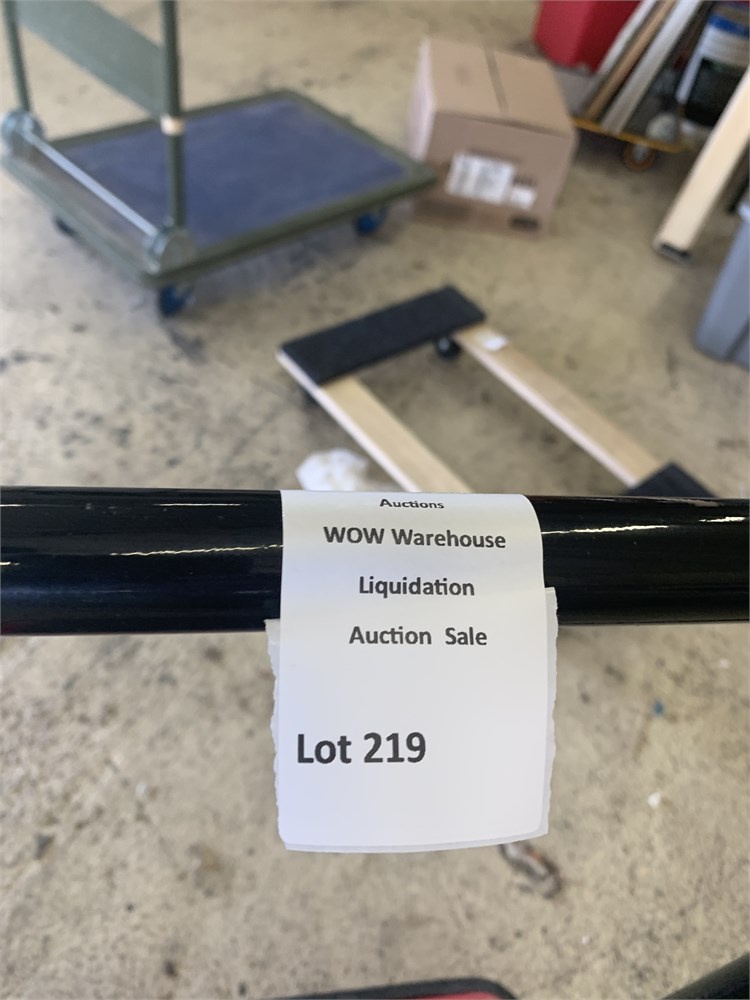 Auctions
WOW Warehouse
Liquidation
Auction Sale
Lot 219